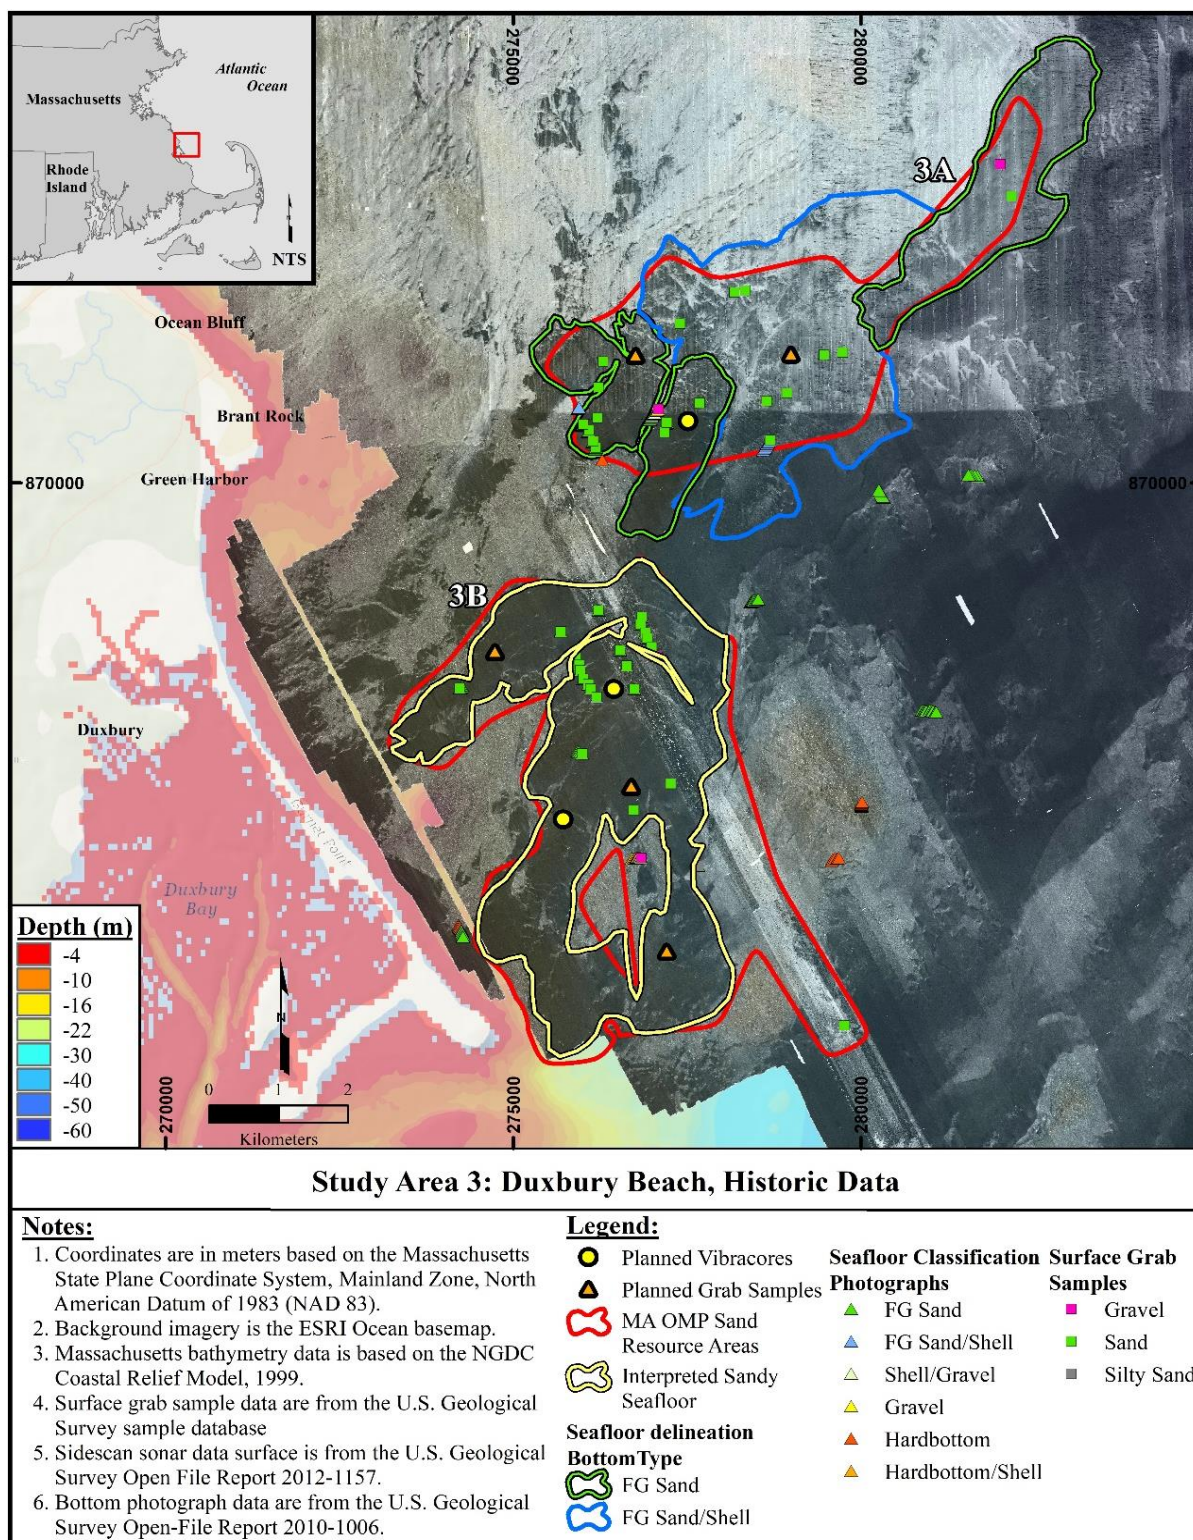 Atlantic
Ocean
Massachusetts
Rhode
Island
NTS
275000
280000
3A
Ocean Bluff
Brant Rock
Green Harbor
870000
870000
3B
Duxbury
Gurnet Point
Duxbury
Bay
Depth (m)
-4
-10
-16
-22
-30
-40
-50
-60
N
0 1 2
Kilometers
270000
275000
280000
Study Area 3: Duxbury Beach, Historic Data
Notes:
1. Coordinates are in meters based on the Massachusetts
State Plane Coordinate System, Mainland Zone, North
American Datum of 1983 (NAD 83).
2. Background imagery is the ESRI Ocean basemap.
3. Massachusetts bathymetry data is based on the NGDC
Coastal Relief Model, 1999.
4. Surface grab sample data are from the U.S. Geological
Survey sample database
5. Sidescan sonar data surface is from the U.S. Geological
Survey Open File Report 2012-1157.
6. Bottom photograph data are from the U.S. Geological
Survey Open-File Report 2010-1006.
Legend:
Planned Vibracores
Planned Grab Samples
MA OMP Sand
Resource Areas
Interpreted Sandy
Seafloor
Seafloor delineation
BottomType
FG Sand
FG Sand/Shell
Seafloor Classification
Photographs
FG Sand
FG Sand/Shell
Shell/Gravel
Gravel
Hardbottom
Hardbottom/Shell
Surface Grab
Samples
Gravel
Sand
Silty Sand